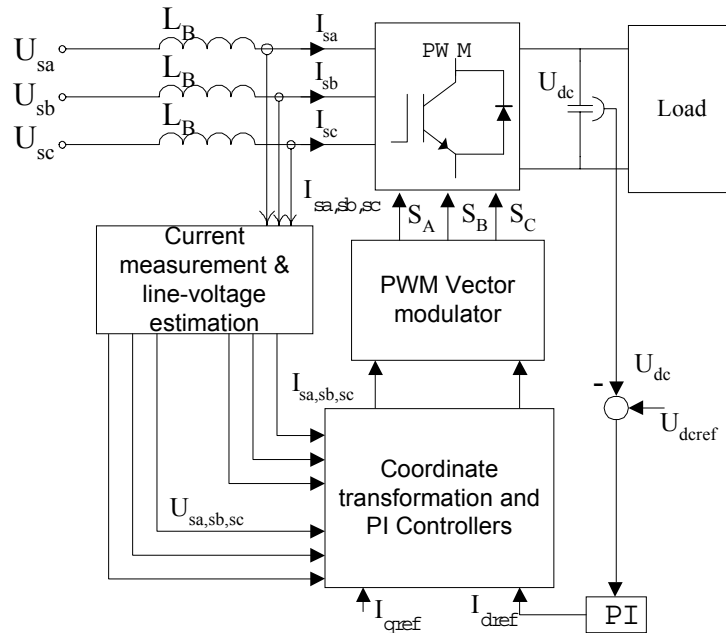 L_B
I_sa
U_sa
PWM
L_B
I_sb
U_sb
U_dc
Load
L_B
I_sc
U_sc
I_sa,sb,sc
S_A
S_B
S_C
Current
measurement &
line-voltage
estimation
PWM Vector
modulator
U_dc
-
I_sa,sb,sc
U_dcref
Coordinate
transformation and
PI Controllers
U_sa,sb,sc
I_qref
I_dref
PI